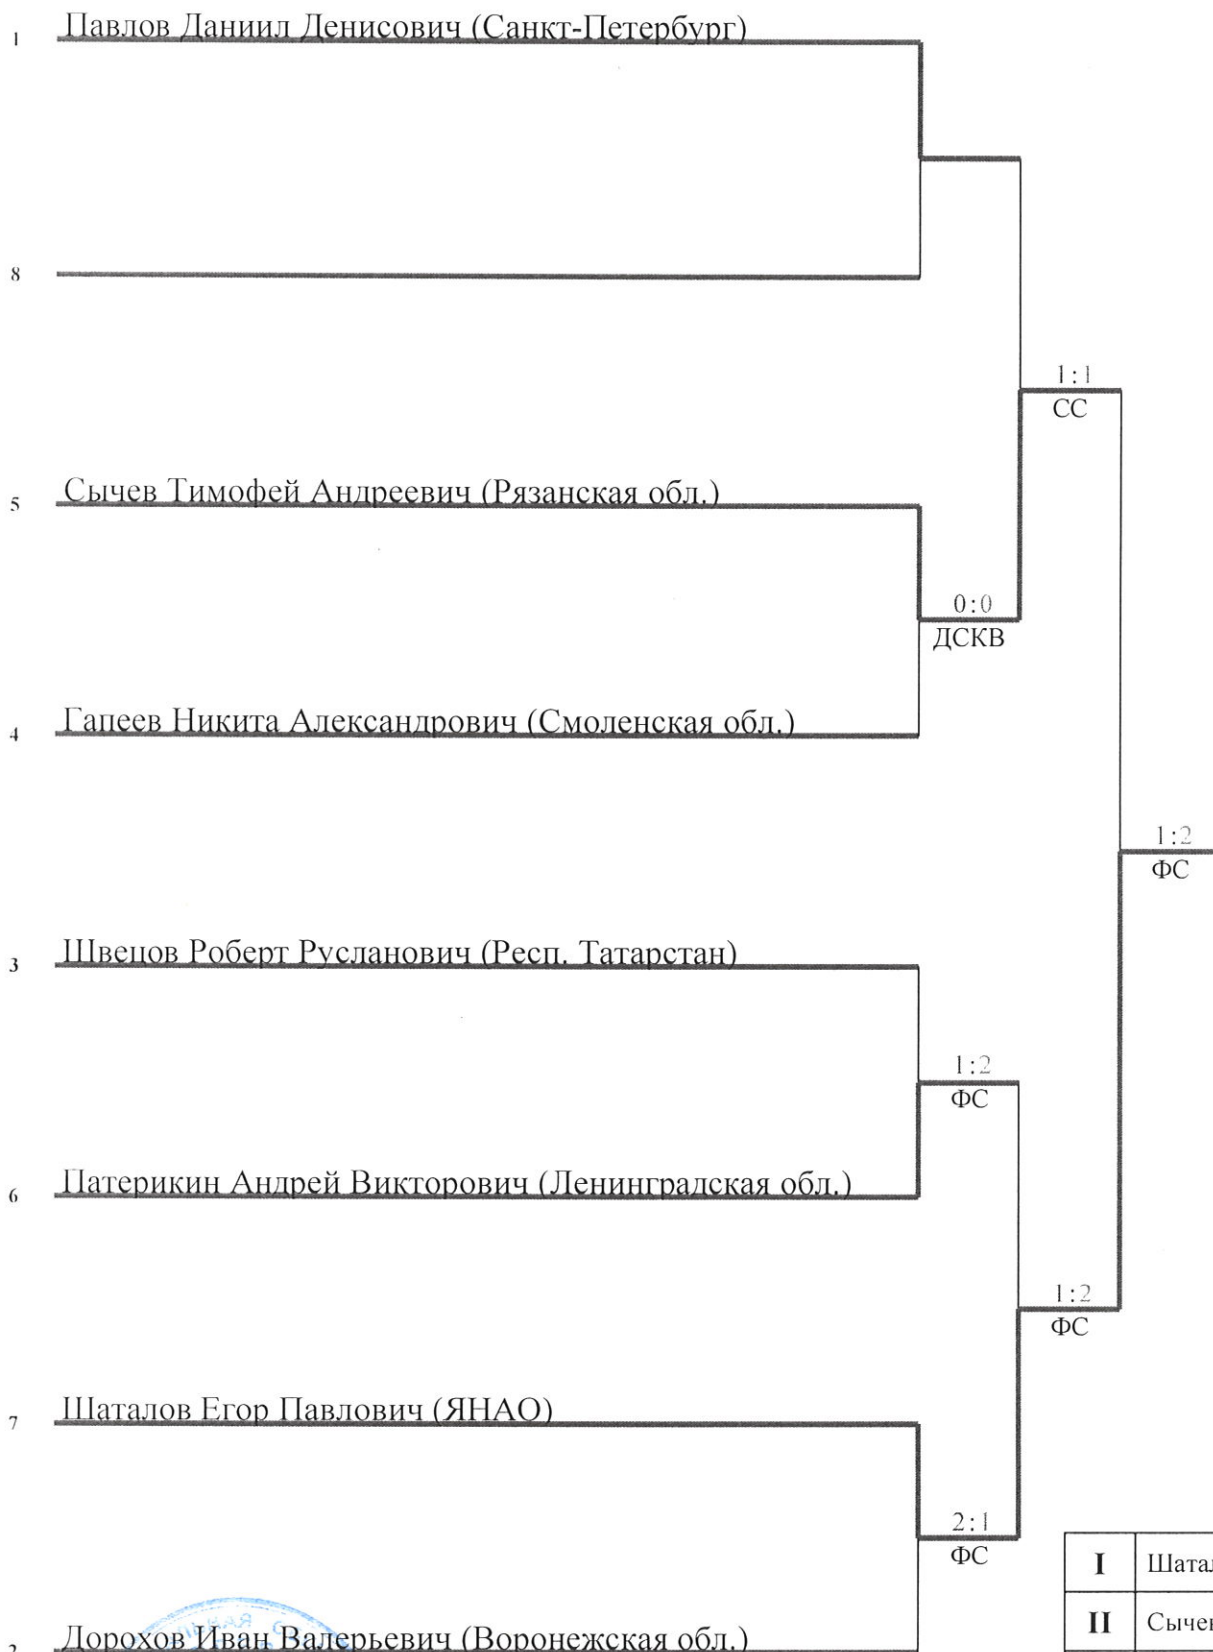 1 Павлов Даниил Денисович (Санкт-Петербург)
8
1:1
СС
5 Сычев Тимофей Андреевич (Рязанская обл.)
0:0
ДСКВ
4 Гапеев Никита Александрович (Смоленская обл.)
1:2
ФС
3 Швецов Роберт Русланович (Респ. Татарстан)
1:2
ФС
6 Патерикин Андрей Викторович (Ленинградская обл.)
1:2
ФС
7 Шаталов Егор Павлович (ЯНАО)
2:1
ФС
I Шатал
II Сычев
2 Дорохов Иван Валерьевич (Воронежская обл.)